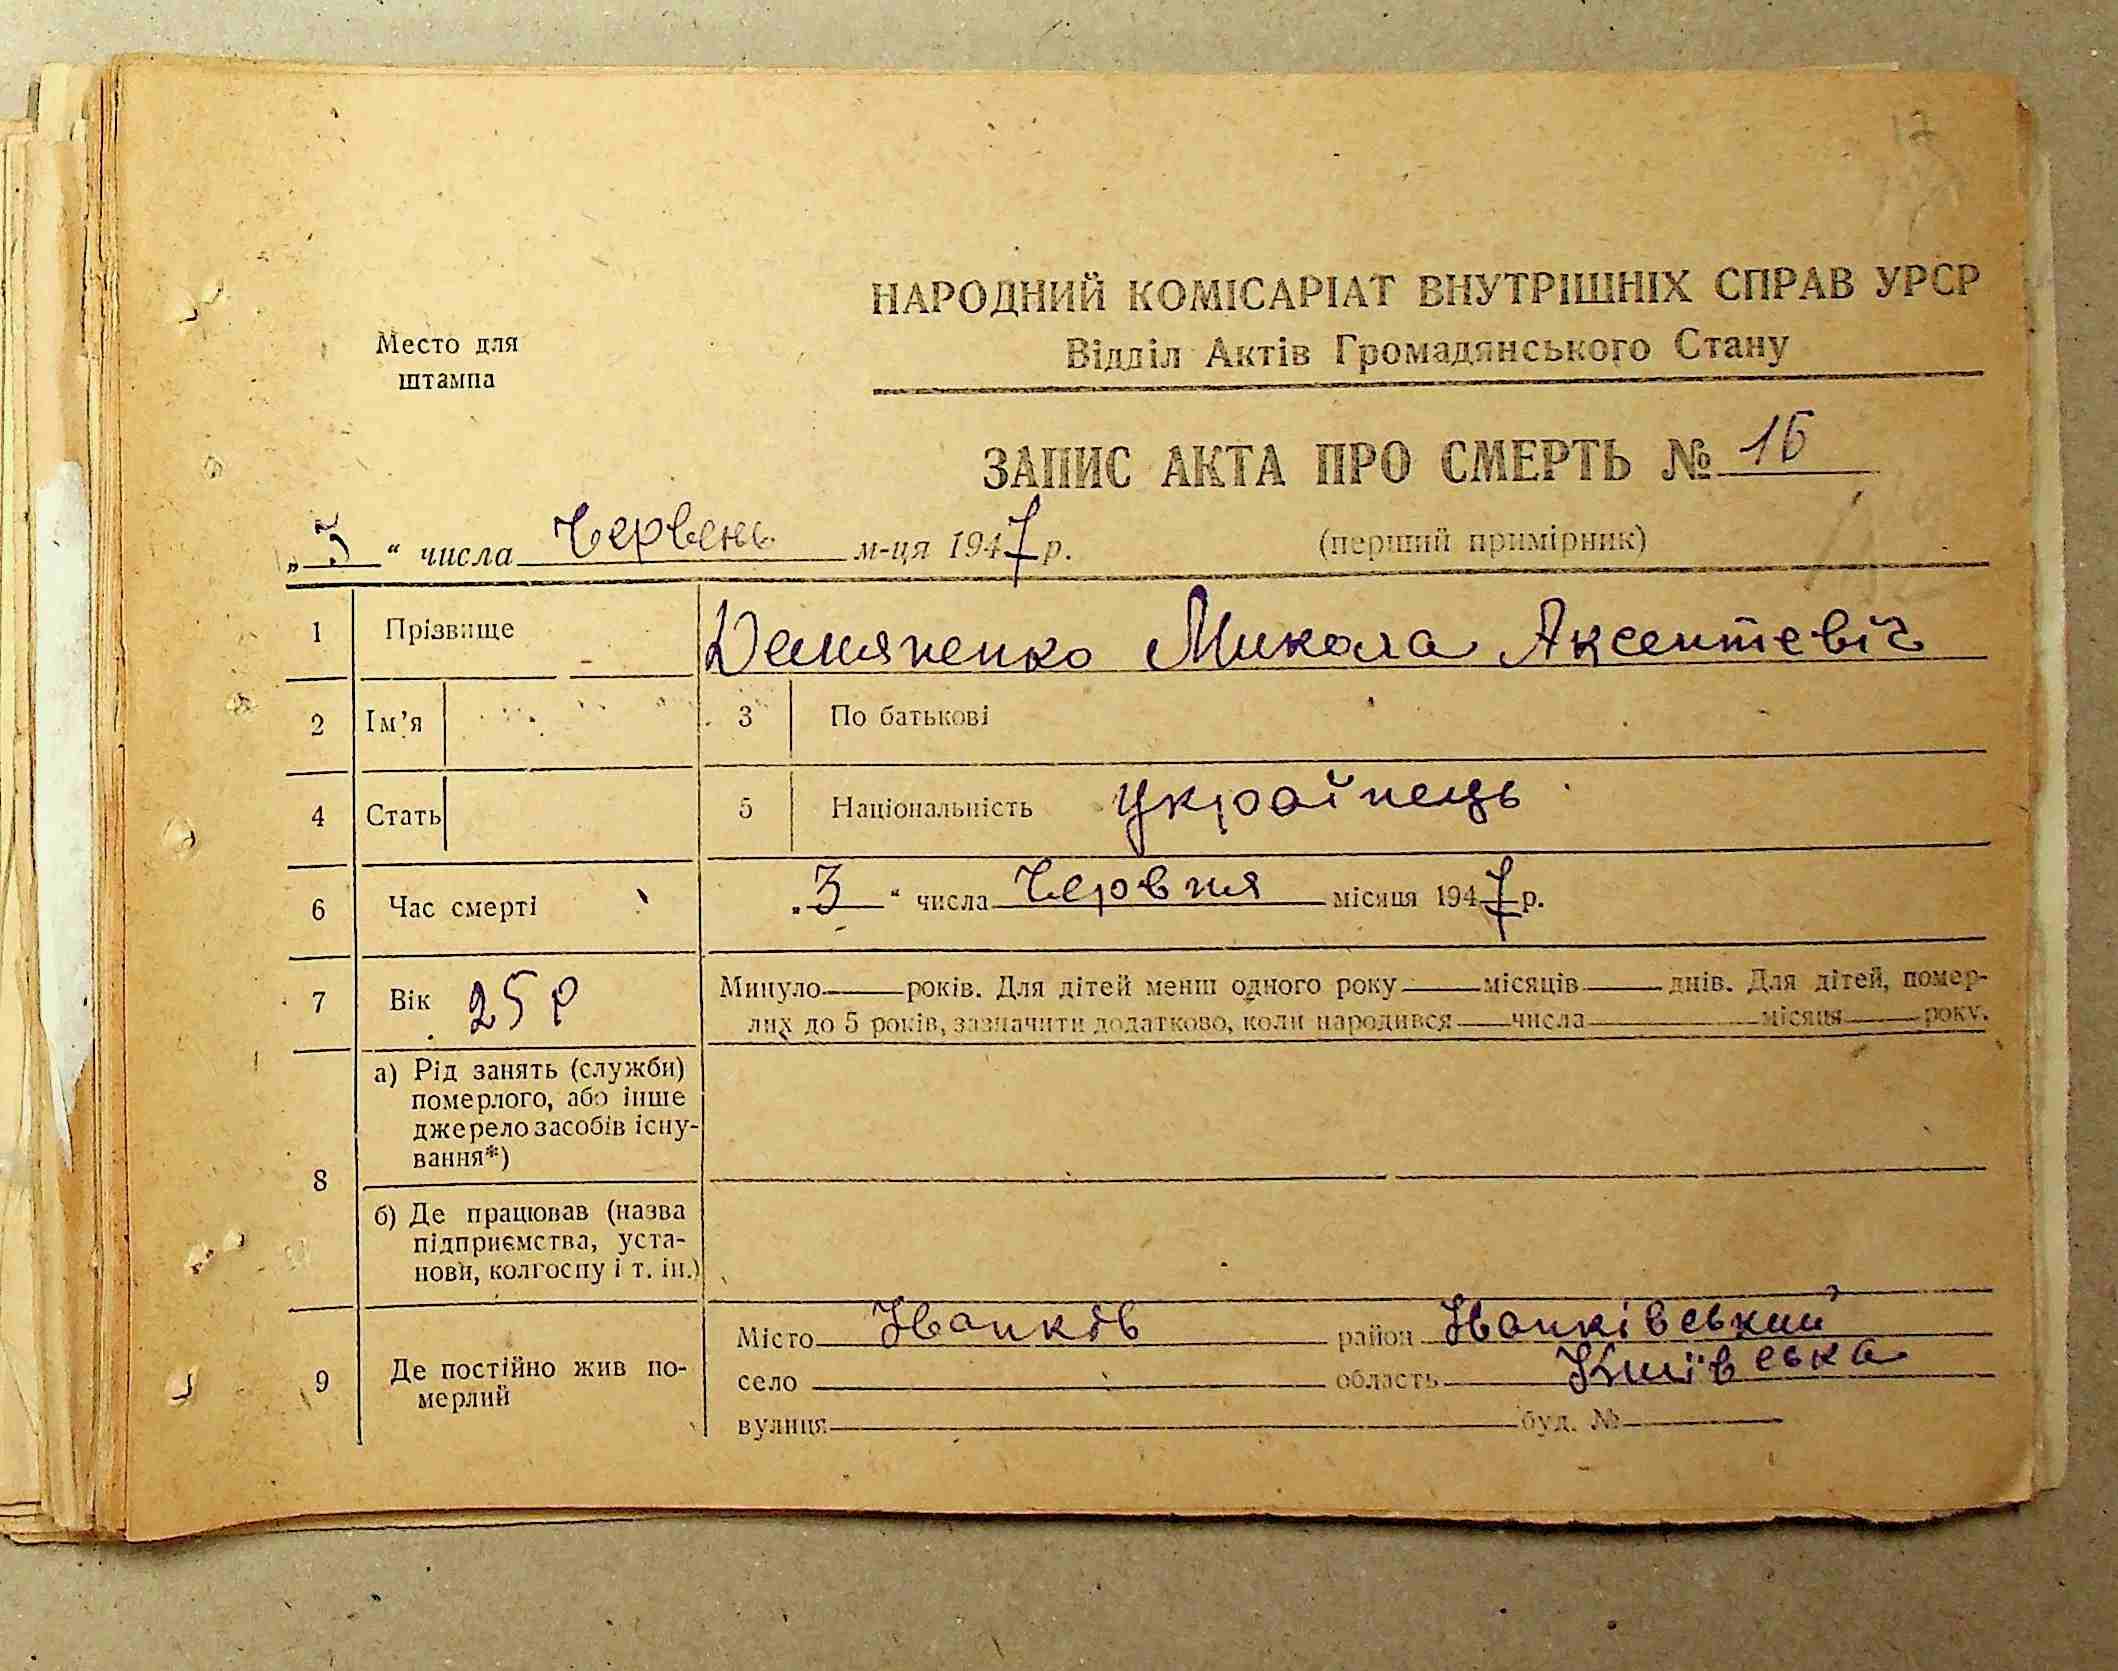 17
НАРОДНИЙ КОМІСАРІАТ ВНУТРІШНІХ СПРАВ УРСР
Відділ Актів Громадянського Стану
Место для
штампа
ЗАПИС АКТА ПРО СМЕРТЬ № 16
„5“ числа Червень м-ця 1947 р. (перший примірник)
1 Прізвище Демяненко Микола Аксентевіч
2 Ім'я 3 По батькові
4 Стать 5 Національність українець
6 Час смерті „3“ числа Червня місяця 1947 р.
7 Вік 25 р Минуло років. Для дітей менш одного року місяців днів. Для дітей, помер-
лих до 5 років, зазначити додатково, коли народився числа місяця року.
8 а) Рід занять (служби)
померлого, або інше
джерело засобів існу-
вання*)
б) Де працював (назва
підприємства, уста-
нови, колгоспу і т. ін.)
9 Де постійно жив по-
мерлий
Місто Іванків район Іванківський
село область Київська
вулиця буд. №